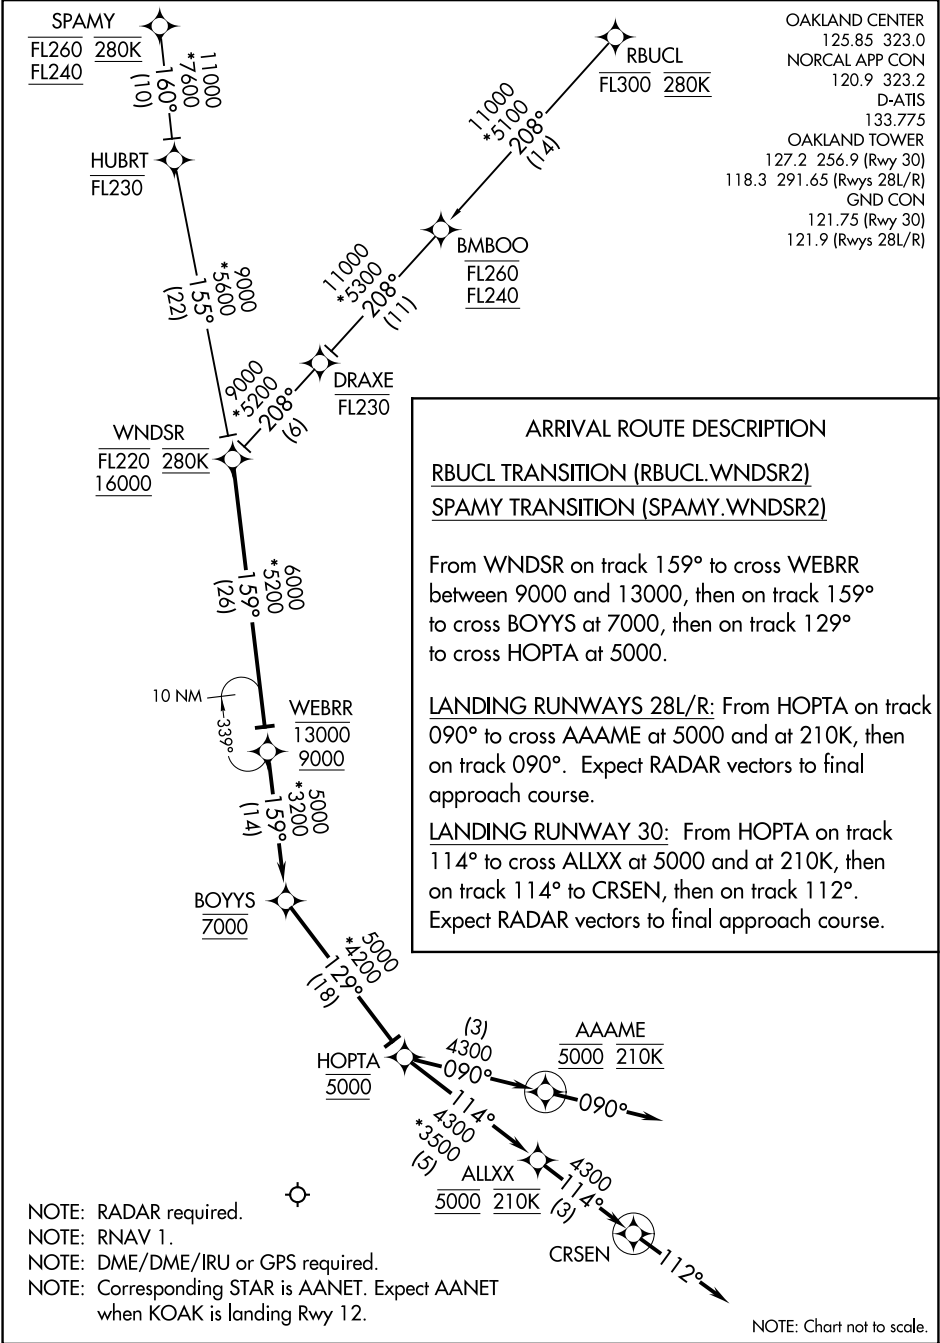 SPAMY
FL260 280K
FL240
11000
*7600
160°
(10)
HUBRT
FL230
9000
*5600
155°
(22)
RBUCL
FL300 280K
11000
*5100
208°
(14)
BMBOO
FL260
FL240
11000
*5300
208°
(11)
DRAXE
FL230
9000
*5200
208°
(6)
OAKLAND CENTER
125.85 323.0
NORCAL APP CON
120.9 323.2
D-ATIS
133.775
OAKLAND TOWER
127.2 256.9 (Rwy 30)
118.3 291.65 (Rwys 28L/R)
GND CON
121.75 (Rwy 30)
121.9 (Rwys 28L/R)
WNDSR
FL220 280K
16000
6000
*5200
159°
(26)
10 NM
339°
WEBRR
13000
9000
5000
*3200
159°
(14)
BOYYS
7000
5000
*4200
129°
(18)
HOPTA
5000
(3)
4300
090°
AAAME
5000 210K
090°
114°
4300
*3500
(5)
ALLXX
5000 210K
4300
114°
(3)
CRSEN
112°
ARRIVAL ROUTE DESCRIPTION
RBUCL TRANSITION (RBUCL.WNDSR2)
SPAMY TRANSITION (SPAMY.WNDSR2)
From WNDSR on track 159° to cross WEBRR
between 9000 and 13000, then on track 159°
to cross BOYYS at 7000, then on track 129°
to cross HOPTA at 5000.
LANDING RUNWAYS 28L/R: From HOPTA on track
090° to cross AAAME at 5000 and at 210K, then
on track 090°. Expect RADAR vectors to final
approach course.
LANDING RUNWAY 30: From HOPTA on track
114° to cross ALLXX at 5000 and at 210K, then
on track 114° to CRSEN, then on track 112°.
Expect RADAR vectors to final approach course.
NOTE: RADAR required.
NOTE: RNAV 1.
NOTE: DME/DME/IRU or GPS required.
NOTE: Corresponding STAR is AANET. Expect AANET
when KOAK is landing Rwy 12.
NOTE: Chart not to scale.